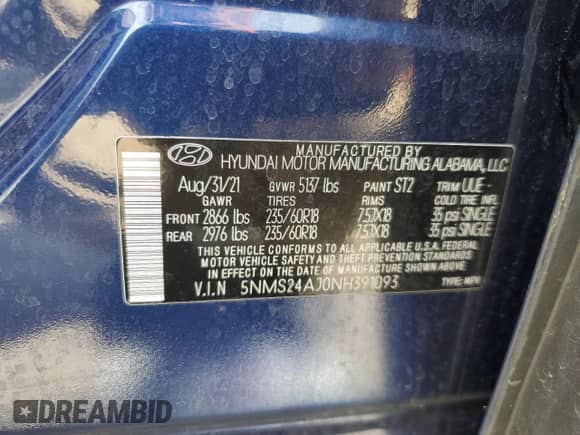 MANUFACTURED BY
HYUNDAI MOTOR MANUFACTURING ALABAMA, LLC
Aug/31/21 GVWR 5137 lbs PAINT ST2 TRIM UUE
GAWR TIRES RIMS COLD TIRE INFL
FRONT 2866 lbs 235/60R18 7.5JX18 35 psi SINGLE
REAR 2976 lbs 235/60R18 7.5JX18 35 psi SINGLE
THIS VEHICLE CONFORMS TO ALL APPLICABLE U.S.A. FEDERAL
MOTOR VEHICLE SAFETY AND THEFT PREVENTION STANDARDS
IN EFFECT ON THE DATE OF MANUFACTURE SHOWN ABOVE.
V.I.N 5NMS24AJ0NH391093 TYPE: MPV
DREAMBID